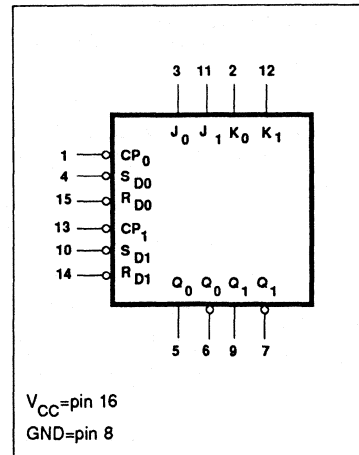 3 11 2 12
J0 J1 K0 K1
1 CP0
4 SD0
15 RD0
13 CP1
10 SD1
14 RD1
Q0 Q0 Q1 Q1
5 6 9 7
VCC=pin 16
GND=pin 8